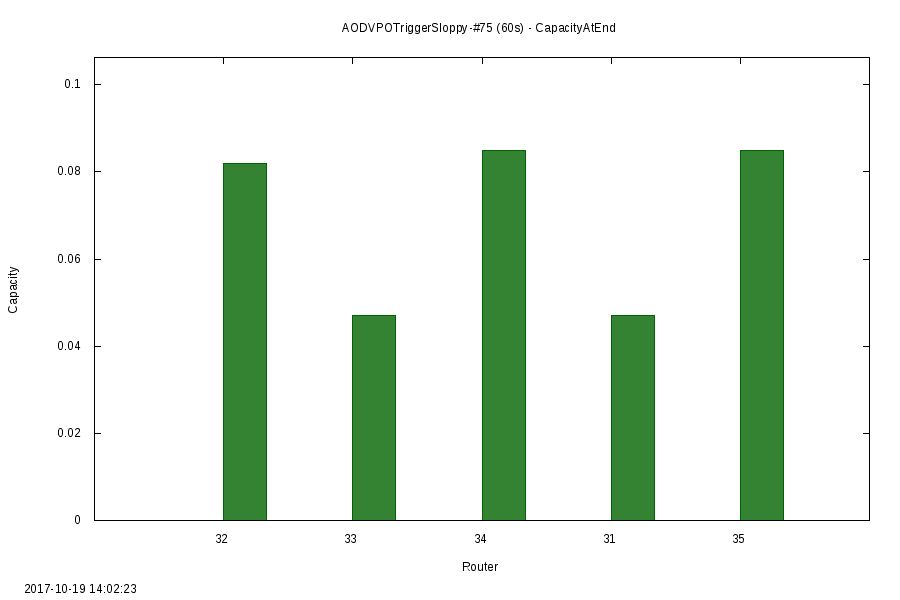 AODVPOTriggerSloppy-#75 (60s) - CapacityAtEnd
0.1
0.08
0.06
0.04
0.02
0
Capacity
32 33 34 31 35
Router
2017-10-19 14:02:23